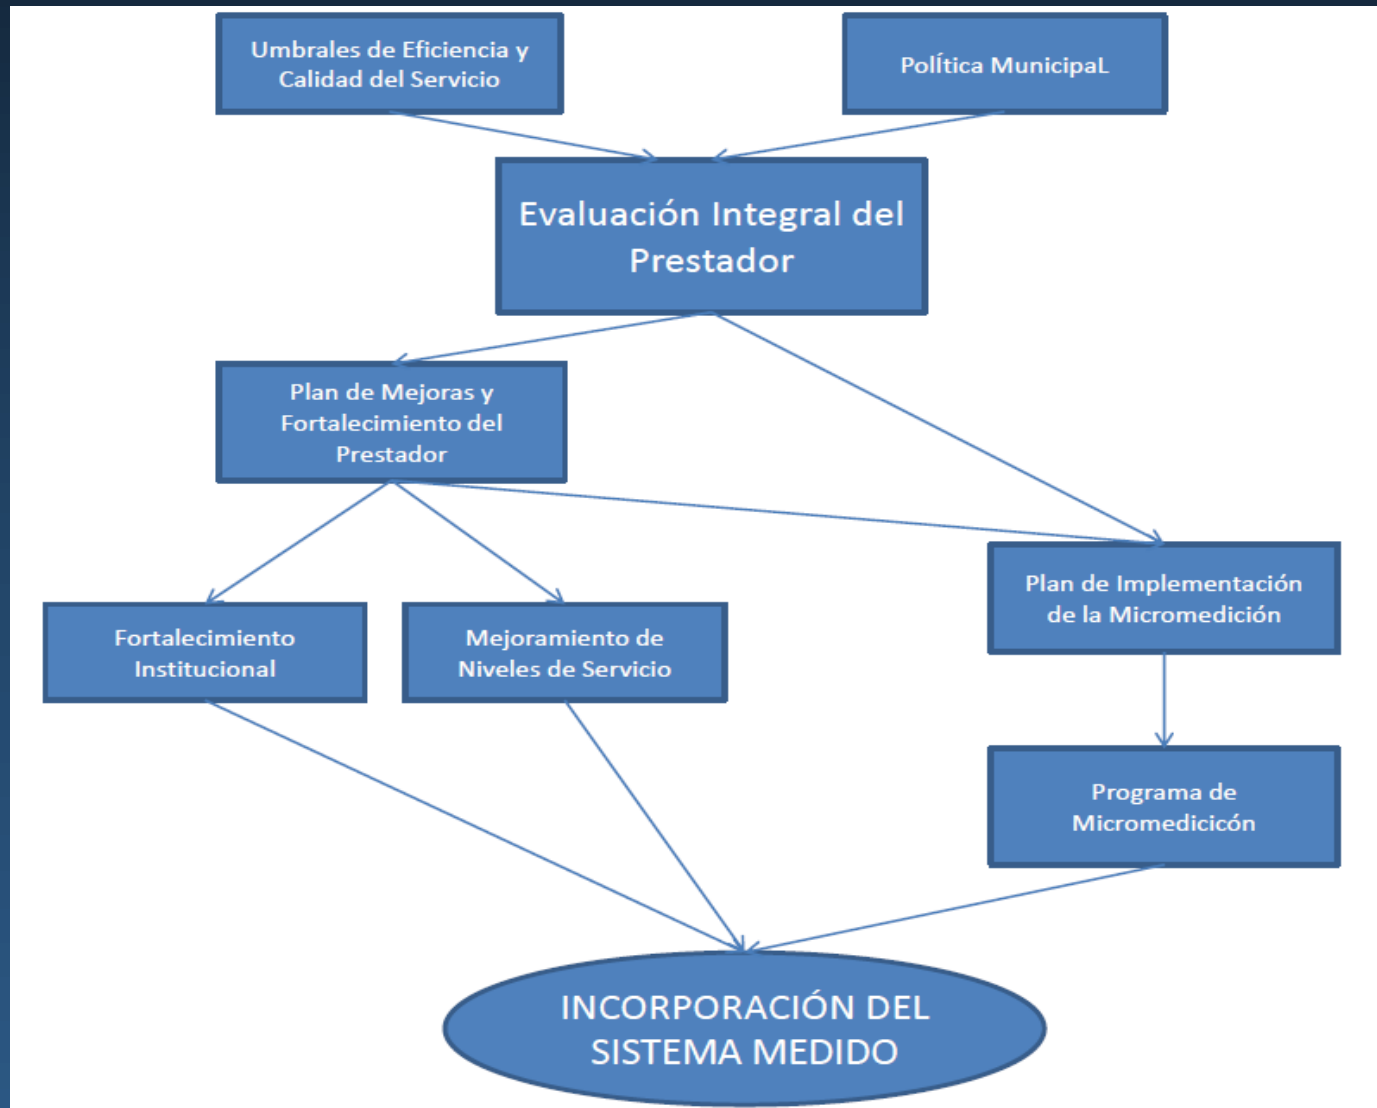 Umbrales de Eficiencia y
Calidad del Servicio
PolÍtica MunicipaL
Evaluación Integral del
Prestador
Plan de Mejoras y
Fortalecimiento del
Prestador
Fortalecimiento
Institucional
Mejoramiento de
Niveles de Servicio
Plan de Implementación
de la Micromedición
Programa de
Micromedicicón
INCORPORACIÓN DEL
SISTEMA MEDIDO